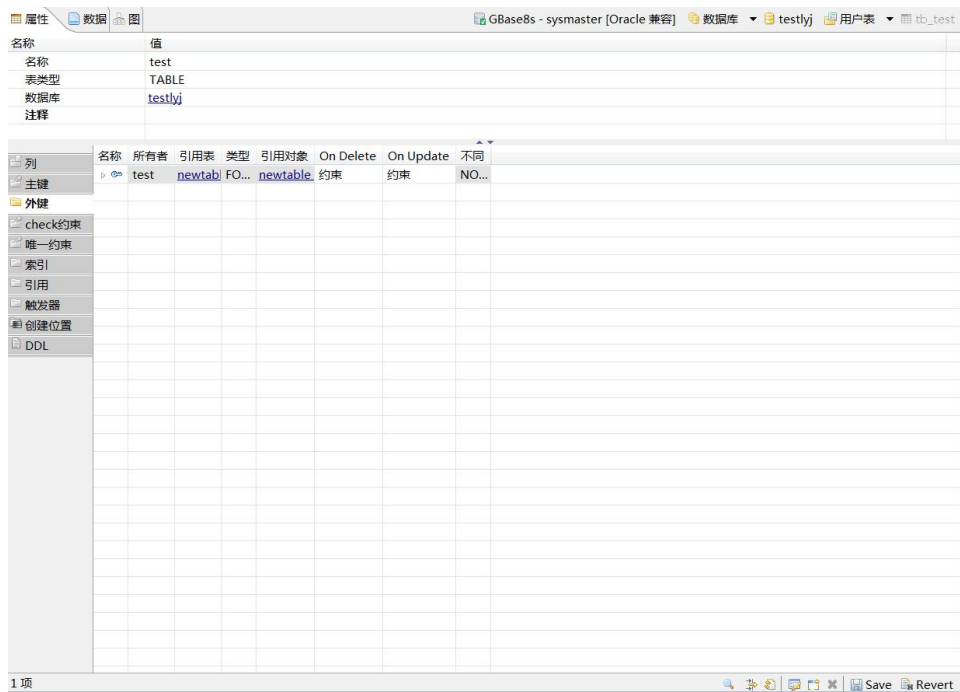 属性 数据 图 GBase8s - sysmaster [Oracle 兼容] 数据库 testlyj 用户表 tb_test
名称 值
名称 test
表类型 TABLE
数据库 testlyj
注释
名称 所有者 引用表 类型 引用对象 On Delete On Update 不同
test newtabl FO... newtable_ 约束 约束 NO...
列
主键
外键
check约束
唯一约束
索引
引用
触发器
创建位置
DDL
1 项 Save Revert